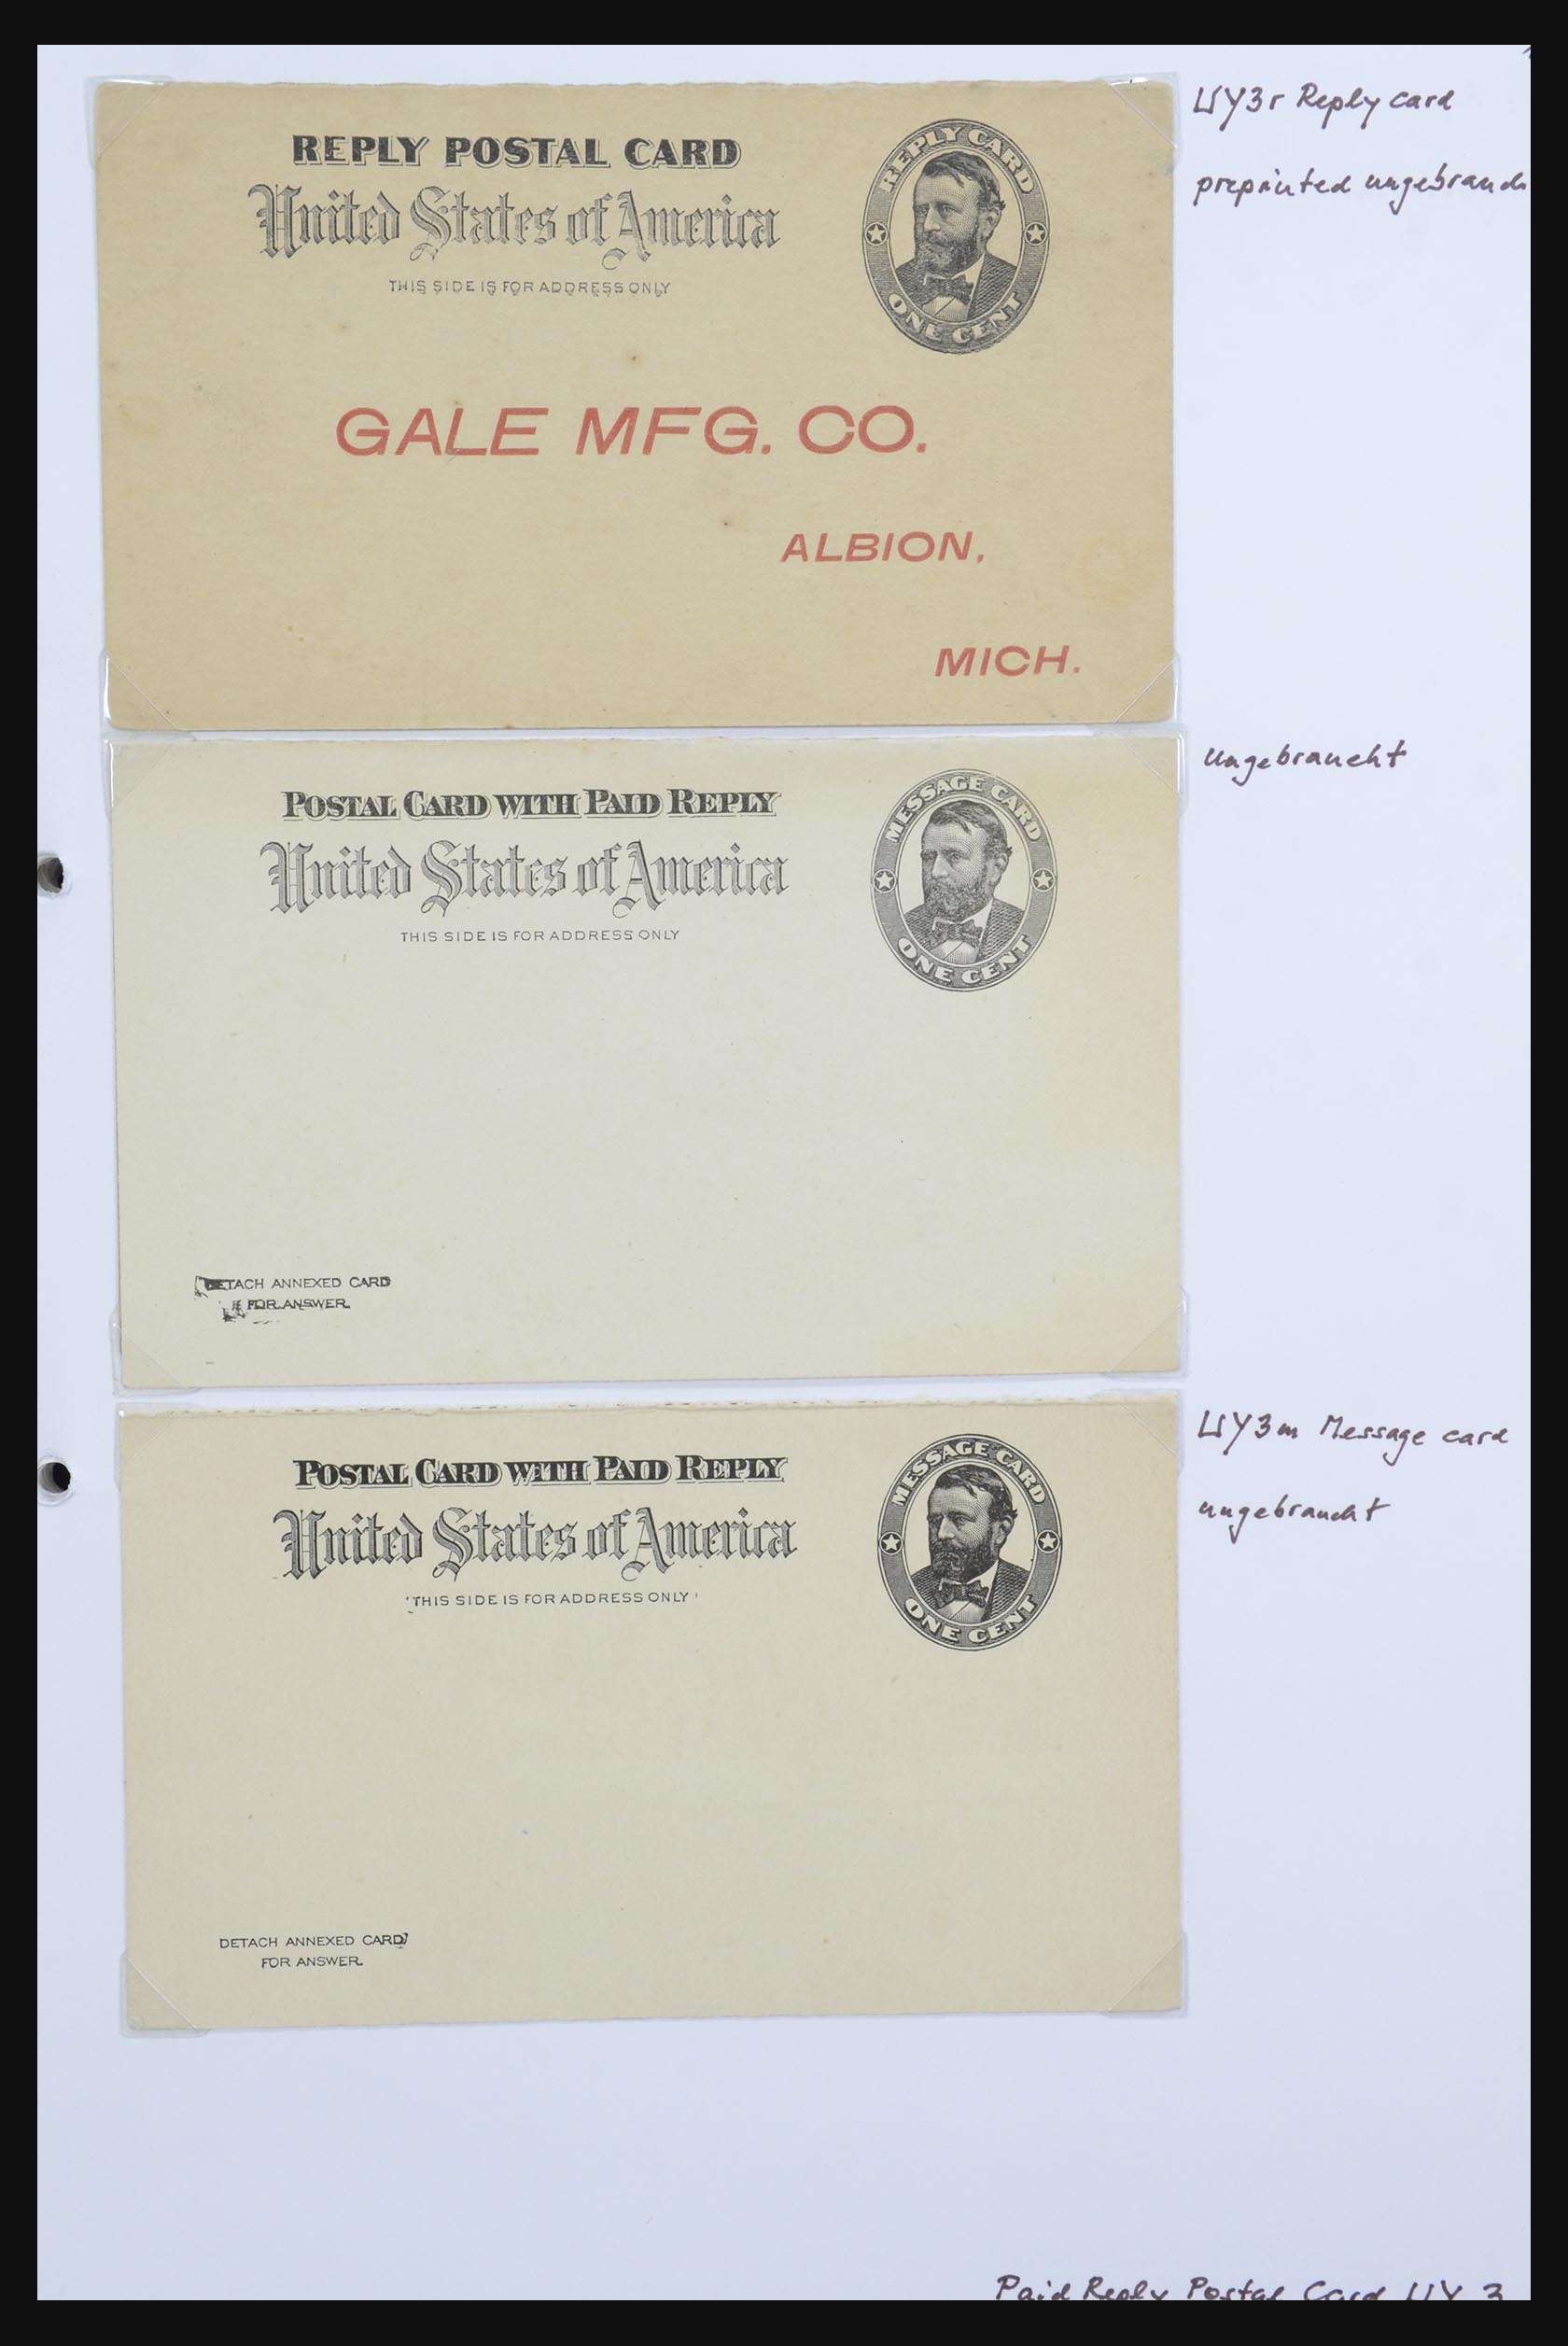 UY3r Reply card
preprinted ungebrauch
REPLY POSTAL CARD
United States of America
THIS SIDE IS FOR ADDRESS ONLY
REPLY CARD
ONE CENT
GALE MFG. CO.
ALBION,
MICH.
ungebraucht
POSTAL CARD WITH PAID REPLY
United States of America
THIS SIDE IS FOR ADDRESS ONLY
MESSAGE CARD
ONE CENT
DETACH ANNEXED CARD
FOR ANSWER.
UY3m Message card
ungebraucht
POSTAL CARD WITH PAID REPLY
United States of America
THIS SIDE IS FOR ADDRESS ONLY
MESSAGE CARD
ONE CENT
DETACH ANNEXED CARD
FOR ANSWER.
Paid Reply Postal Card UY 3